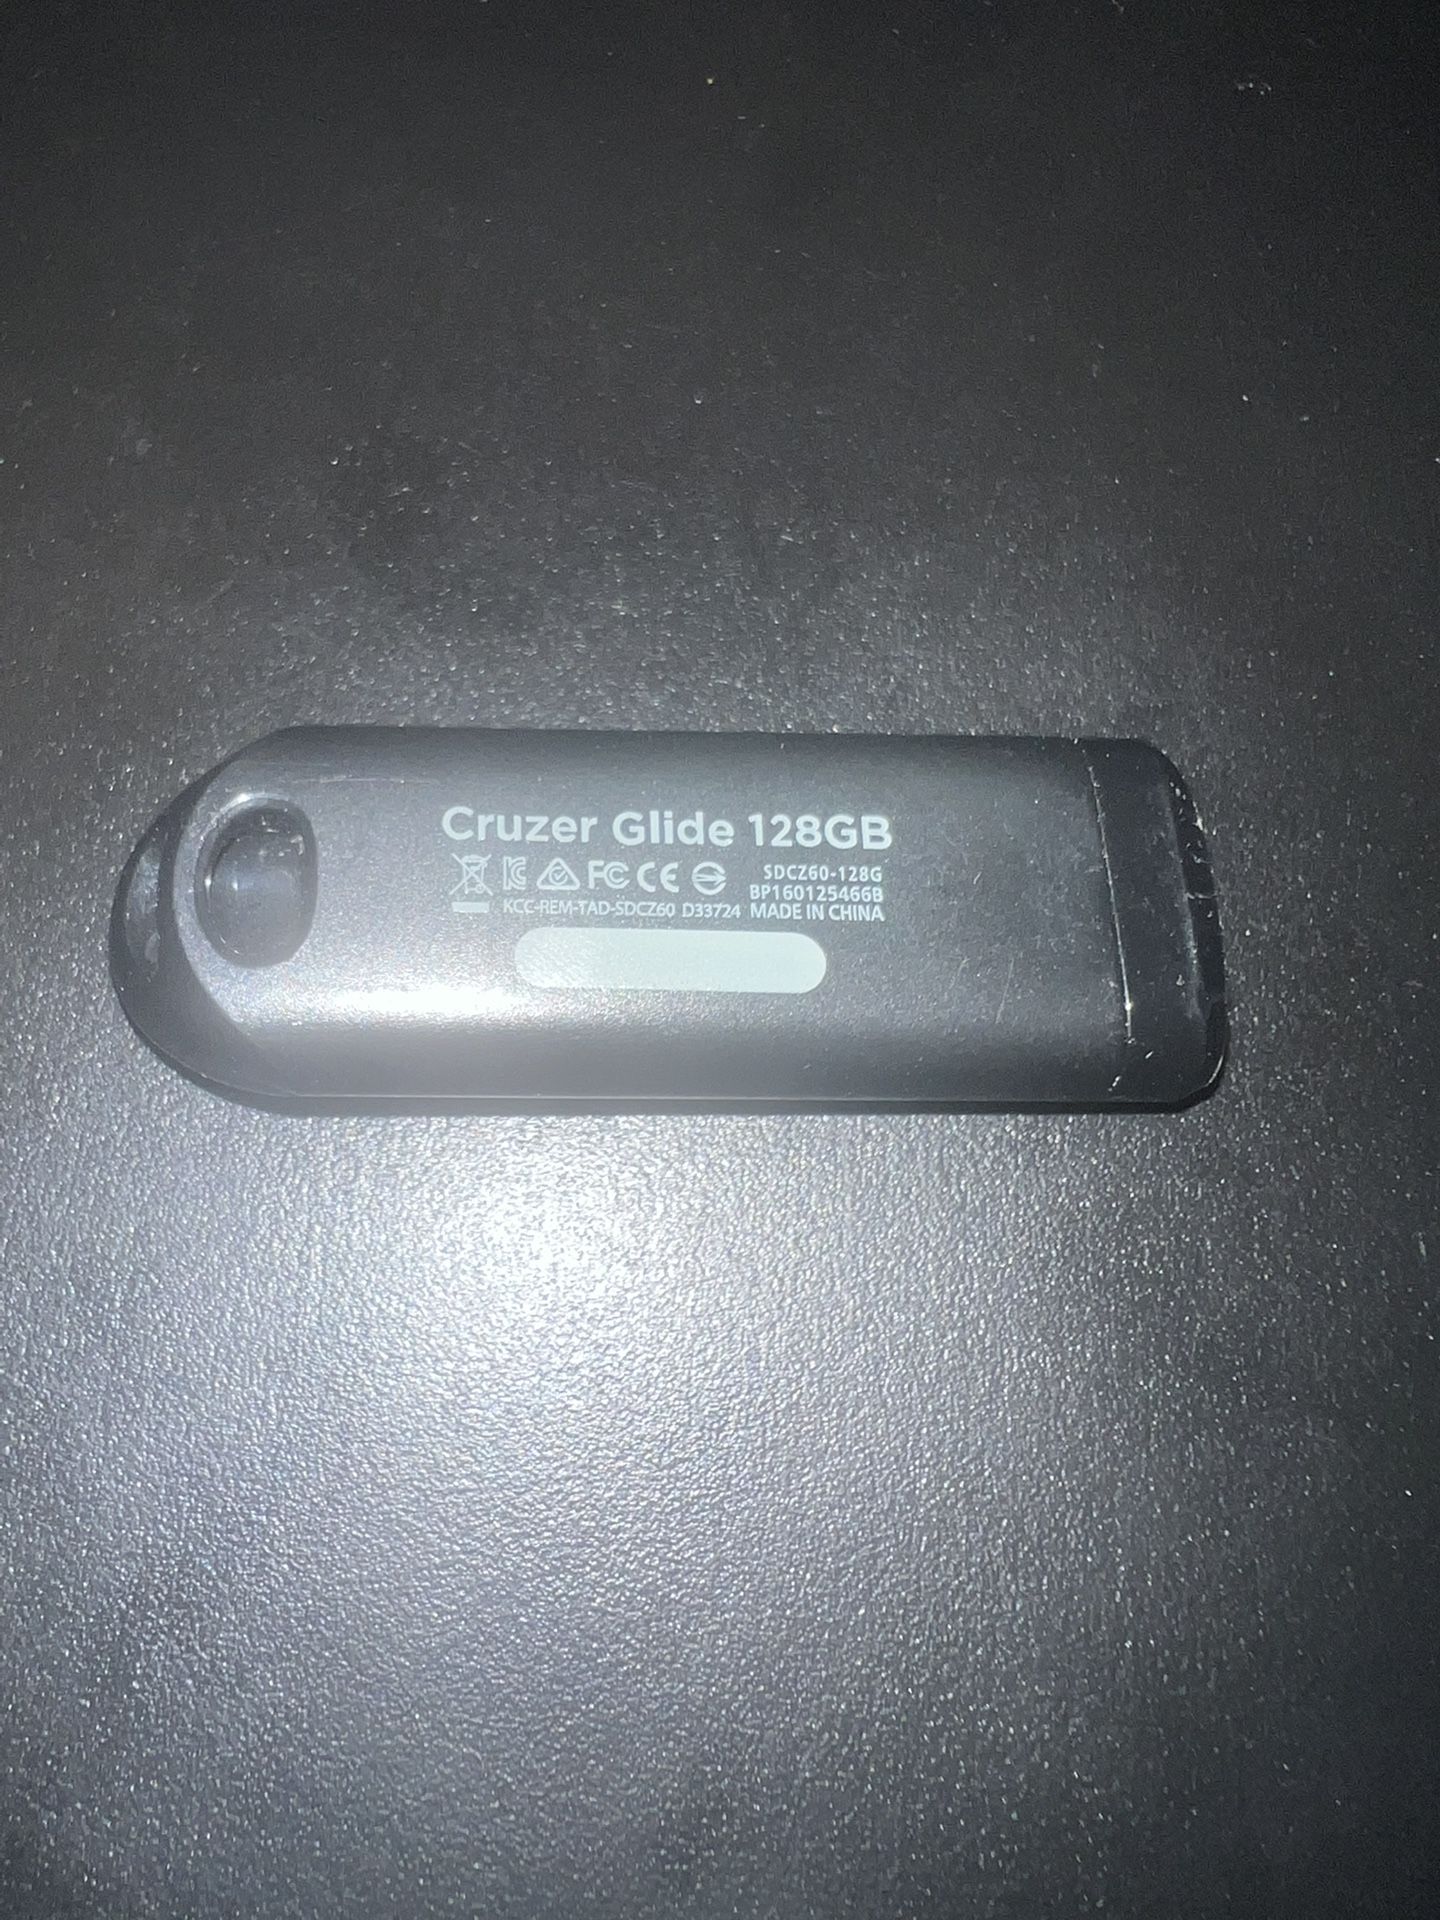 Cruzer Glide 128GB
FC CE SDCZ60-128G
BP160125466B
KCC-REM-TAD-SDCZ60 D33724 MADE IN CHINA